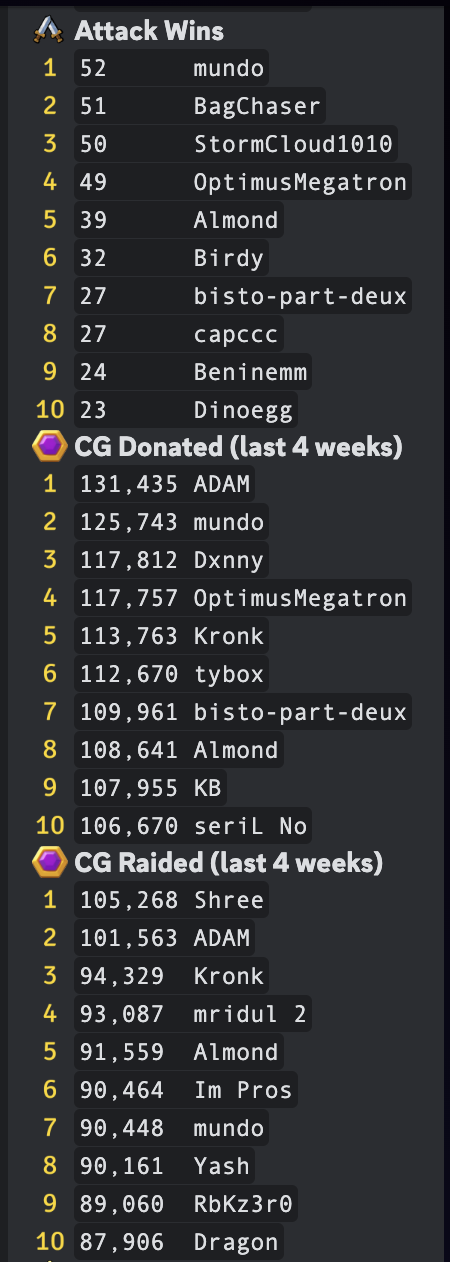 Attack Wins
1 52 mundo
2 51 BagChaser
3 50 StormCloud1010
4 49 OptimusMegatron
5 39 Almond
6 32 Birdy
7 27 bisto-part-deux
8 27 capccc
9 24 Beninemm
10 23 Dinoegg
CG Donated (last 4 weeks)
1 131,435 ADAM
2 125,743 mundo
3 117,812 Dxnny
4 117,757 OptimusMegatron
5 113,763 Kronk
6 112,670 tybox
7 109,961 bisto-part-deux
8 108,641 Almond
9 107,955 KB
10 106,670 seriL No
CG Raided (last 4 weeks)
1 105,268 Shree
2 101,563 ADAM
3 94,329 Kronk
4 93,087 mridul 2
5 91,559 Almond
6 90,464 Im Pros
7 90,448 mundo
8 90,161 Yash
9 89,060 RbKz3r0
10 87,906 Dragon